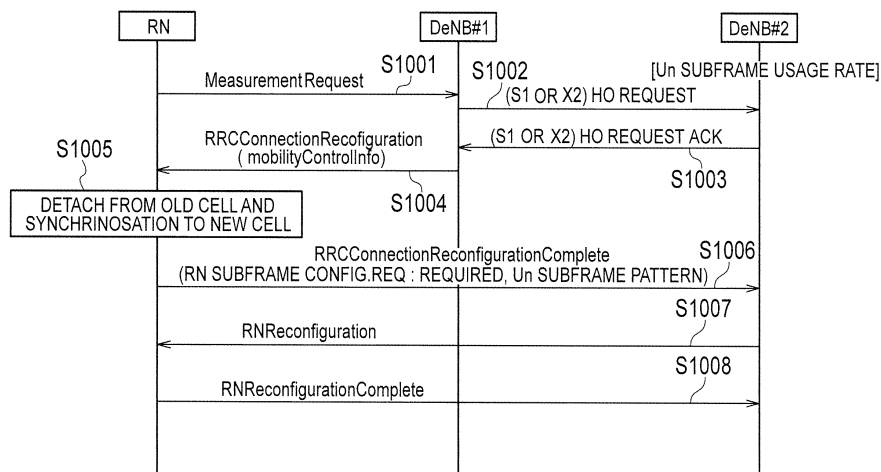 RN
DeNB#1
DeNB#2
S1001
S1002
[Un SUBFRAME USAGE RATE]
MeasurementRequest
(S1 OR X2) HO REQUEST
RRCConnectionRecofiguration
( mobilityControlInfo)
(S1 OR X2) HO REQUEST ACK
S1005
S1003
S1004
DETACH FROM OLD CELL AND
SYNCHRINOSATION TO NEW CELL
RRCConnectionReconfigurationComplete
S1006
(RN SUBFRAME CONFIG.REQ : REQUIRED, Un SUBFRAME PATTERN)
S1007
RNReconfiguration
S1008
RNReconfigurationComplete